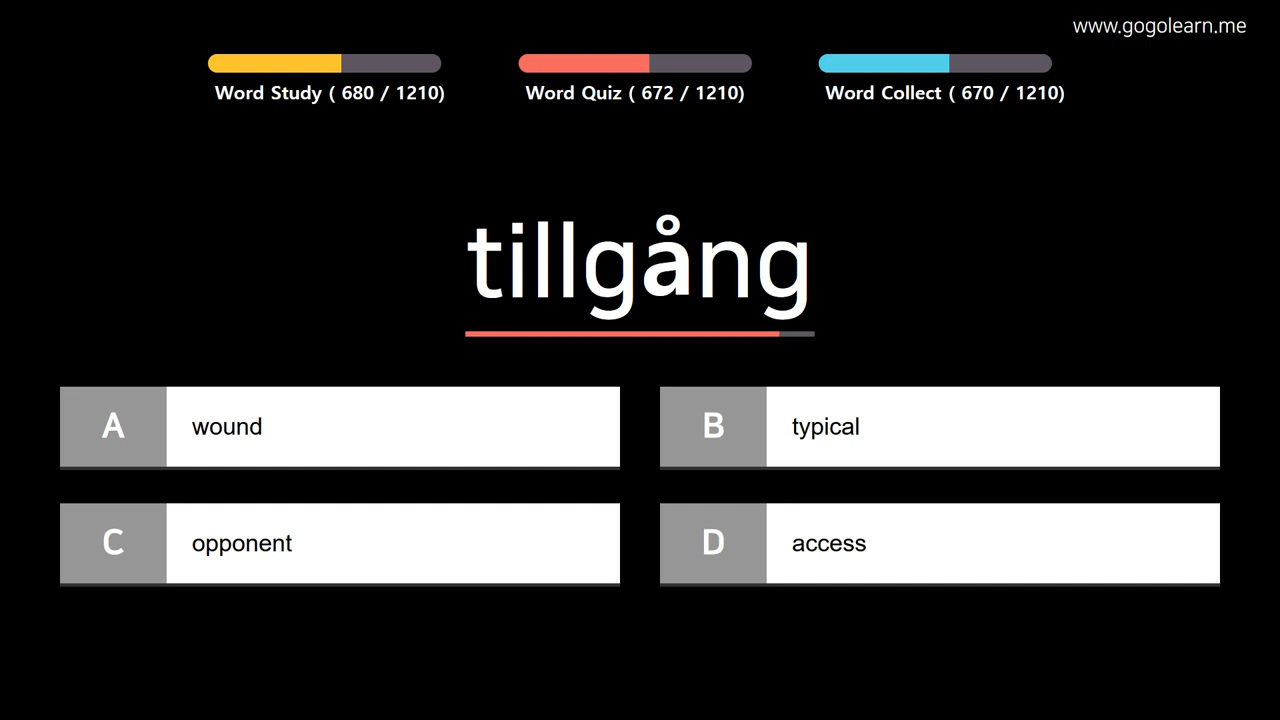 www.gogolearn.me
Word Study ( 680 / 1210)
Word Quiz ( 672 / 1210)
Word Collect ( 670 / 1210)
tillgång
A wound
B typical
C opponent
D access